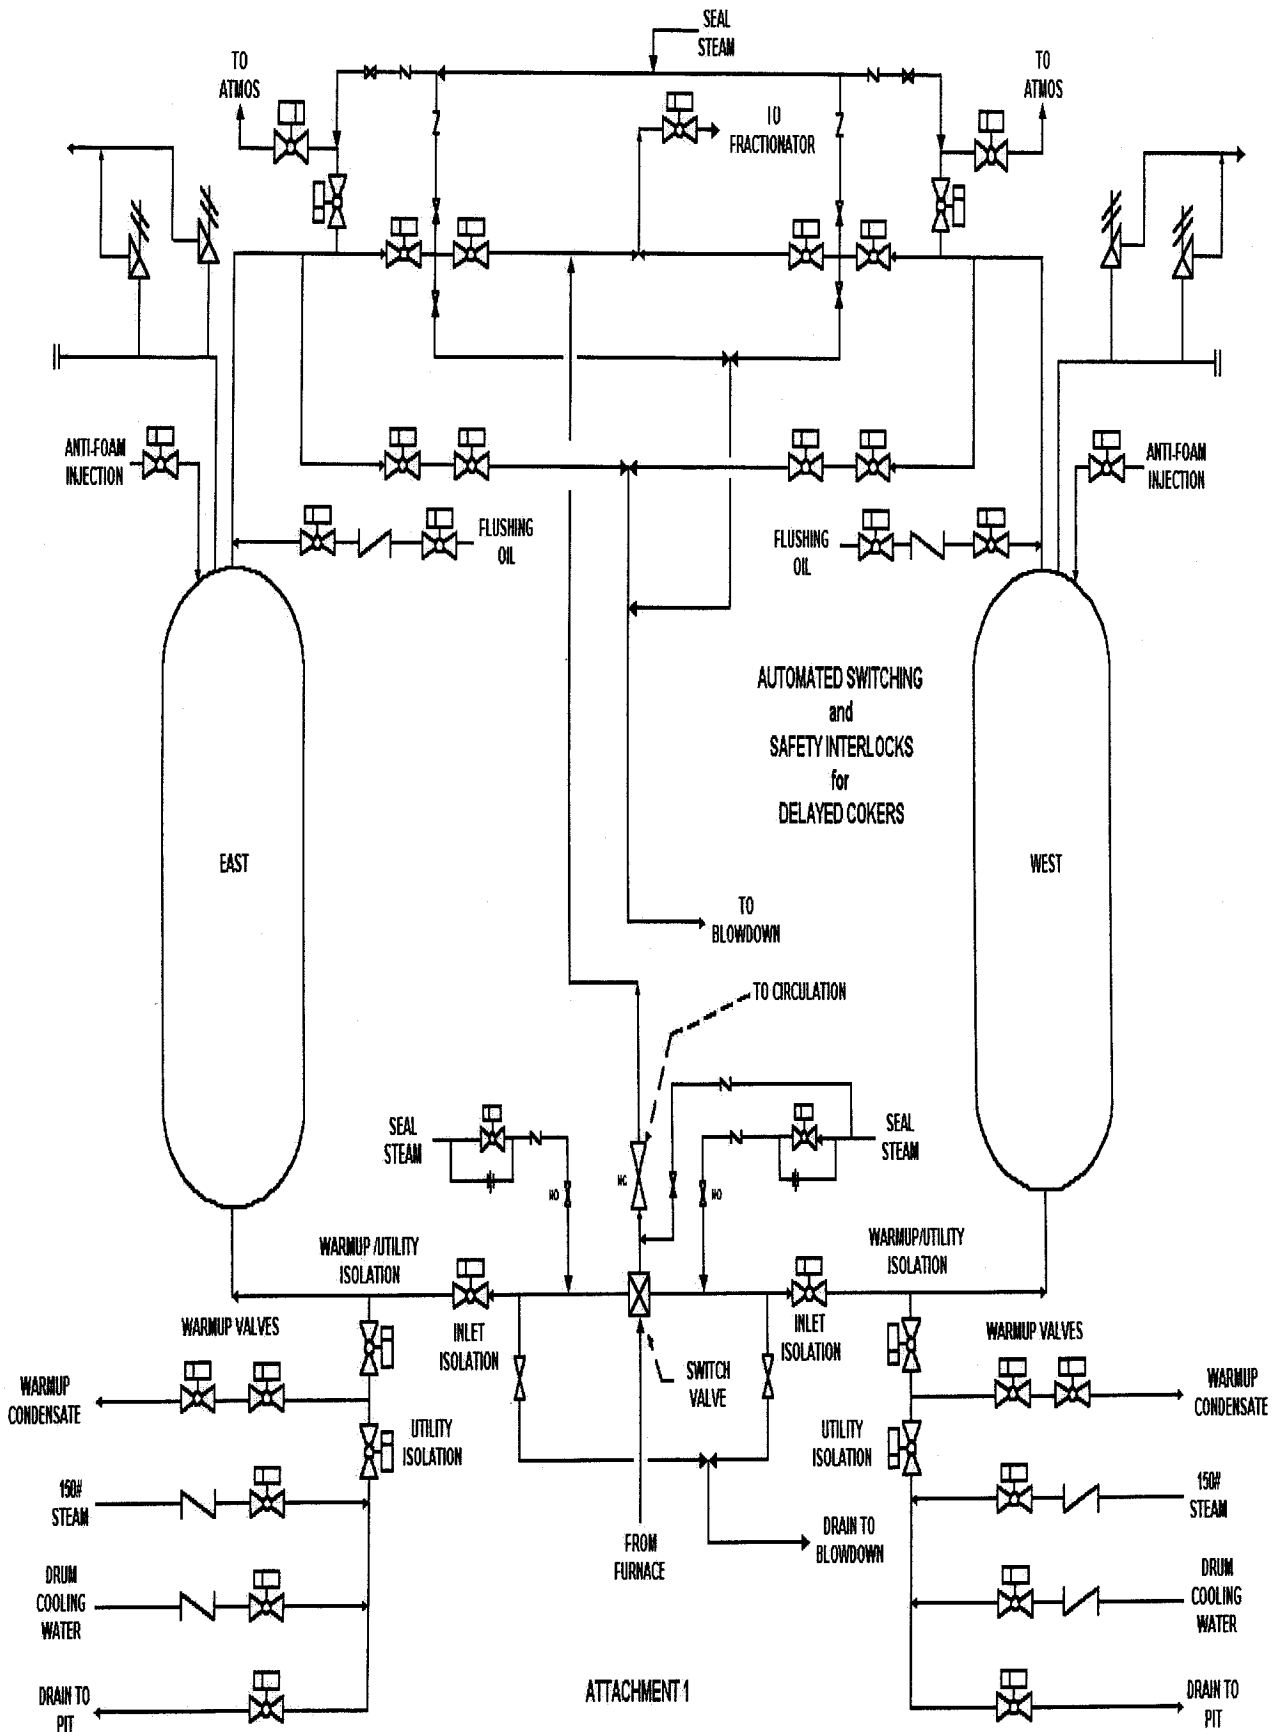 SEAL
STEAM
TO
ATMOS
TO
ATMOS
TO
FRACTIONATOR
ANTI-FOAM
INJECTION
ANTI-FOAM
INJECTION
FLUSHING
OIL
FLUSHING
OIL
AUTOMATED SWITCHING
and
SAFETY INTERLOCKS
for
DELAYED COKERS
EAST
WEST
TO
BLOWDOWN
TO CIRCULATION
SEAL
STEAM
SEAL
STEAM
NO
NC
NO
WARMUP /UTILITY
ISOLATION
WARMUP/UTILITY
ISOLATION
WARMUP VALVES
INLET
ISOLATION
INLET
ISOLATION
WARMUP VALVES
SWITCH
VALVE
WARMUP
CONDENSATE
WARMUP
CONDENSATE
UTILITY
ISOLATION
UTILITY
ISOLATION
150#
STEAM
150#
STEAM
FROM
FURNACE
DRAIN TO
BLOWDOWN
DRUM
COOLING
WATER
DRUM
COOLING
WATER
DRAIN TO
PIT
ATTACHMENT 1
DRAIN TO
PIT